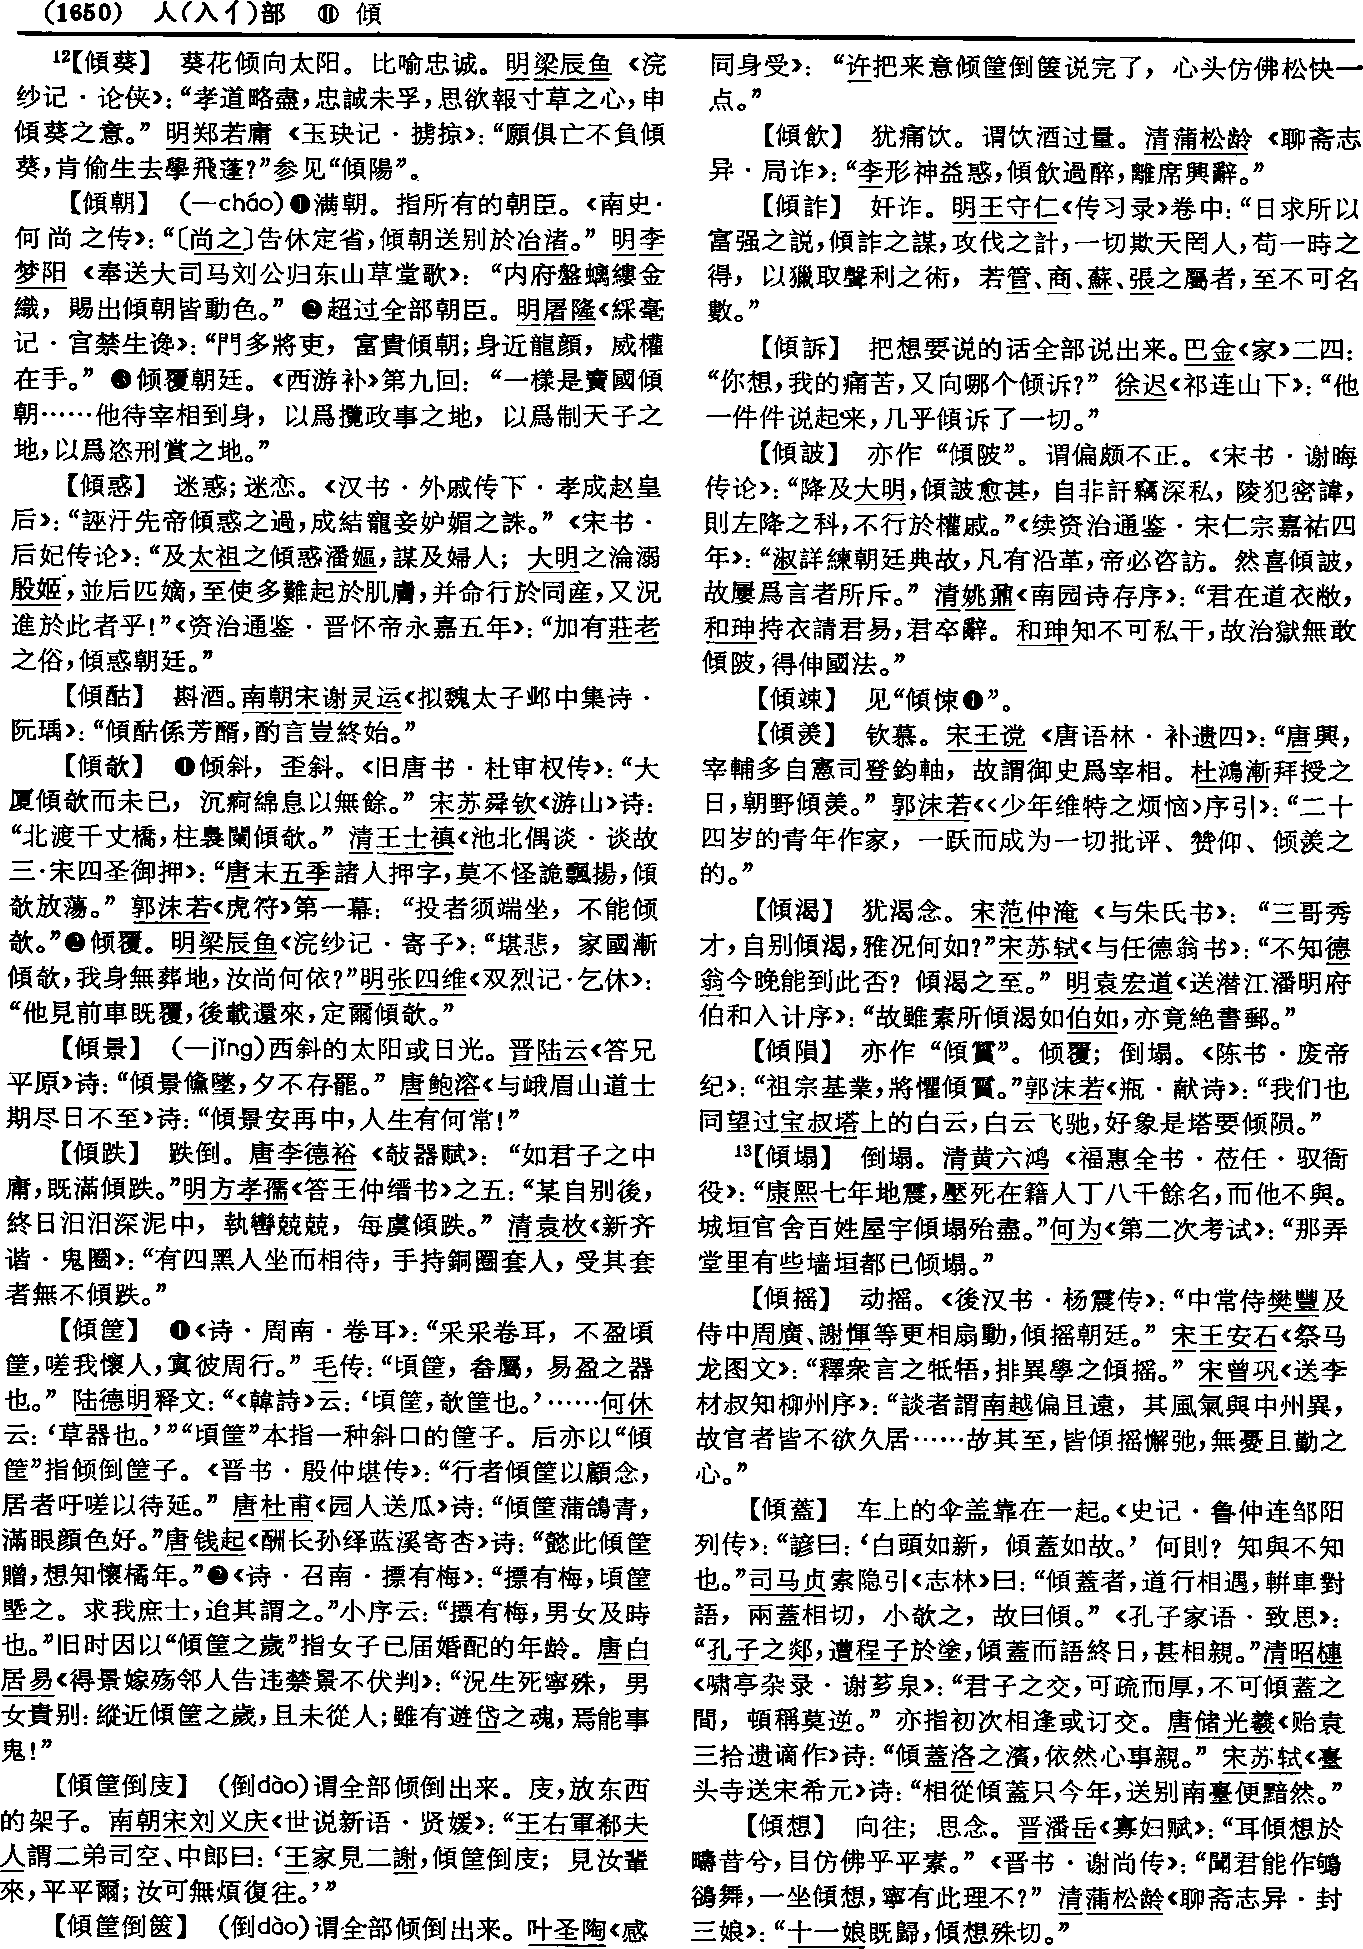 (1650) 人(入亻)部 ⑪ 傾
12【傾葵】 葵花倾向太阳。比喻忠诚。明梁辰鱼《浣
纱记·论侠》:“孝道略盡,忠誠未孚,思欲報寸草之心,申
傾葵之意。”明郑若庸《玉玦记·掳掠》:“願俱亡不負傾
葵,肯偷生去學飛蓬?”参见“傾陽”。
【傾朝】 (—cháo)❶满朝。指所有的朝臣。《南史·
何尚之传》:“〔尚之〕告休定省,傾朝送别於冶渚。”明李
梦阳《奉送大司马刘公归东山草堂歌》:“内府盤螭縷金
織,賜出傾朝皆動色。”❷超过全部朝臣。明屠隆《綵毫
记·宫禁生谗》:“門多將吏,富貴傾朝;身近龍顔,威權
在手。”❸倾覆朝廷。《西游补》第九回:“一樣是賣國傾
朝……他待宰相到身,以爲攬政事之地,以爲制天子之
地,以爲恣刑賞之地。”
【傾惑】 迷惑;迷恋。《汉书·外戚传下·孝成赵皇
后》:“誣汙先帝傾惑之過,成結寵妾妒媚之誅。”《宋书·
后妃传论》:“及太祖之傾惑潘嫗,謀及婦人;大明之淪溺
殷姬,並后匹嫡,至使多難起於肌膚,并命行於同産,又況
進於此者乎!”《资治通鉴·晋怀帝永嘉五年》:“加有莊老
之俗,傾惑朝廷。”
【傾酤】 斟酒。南朝宋谢灵运《拟魏太子邺中集诗·
阮瑀》:“傾酤係芳醑,酌言豈終始。”
【傾欹】 ❶倾斜,歪斜。《旧唐书·杜审权传》:“大
厦傾欹而未已,沉痾綿息以無餘。”宋苏舜钦《游山》诗:
“北渡千丈橋,柱裊闌傾欹。”清王士禛《池北偶谈·谈故
三·宋四圣御押》:“唐末五季諸人押字,莫不怪詭飄揚,傾
欹放蕩。”郭沫若《虎符》第一幕:“投者须端坐,不能倾
欹。”❷倾覆。明梁辰鱼《浣纱记·寄子》:“堪悲,家國漸
傾欹,我身無葬地,汝尚何依?”明张四维《双烈记·乞休》:
“他見前車既覆,後載還來,定爾傾欹。”
【傾景】 (—jǐng)西斜的太阳或日光。晋陆云《答兄
平原》诗:“傾景儵墜,夕不存罷。”唐鲍溶《与峨眉山道士
期尽日不至》诗:“傾景安再中,人生有何常!”
【傾跌】 跌倒。唐李德裕《敧器赋》:“如君子之中
庸,既滿傾跌。”明方孝孺《答王仲缙书》之五:“某自别後,
終日汨汨深泥中,執轡兢兢,每虞傾跌。”清袁枚《新齐
谐·鬼圈》:“有四黑人坐而相待,手持銅圈套人,受其套
者無不傾跌。”
【傾筐】 ❶《诗·周南·卷耳》:“采采卷耳,不盈頃
筐,嗟我懷人,寘彼周行。”毛传:“頃筐,畚屬,易盈之器
也。”陆德明释文:“《韓詩》云:‘頃筐,欹筐也。’……何休
云:‘草器也。’”“頃筐”本指一种斜口的筐子。后亦以“傾
筐”指倾倒筐子。《晋书·殷仲堪传》:“行者傾筐以顧念,
居者吁嗟以待延。”唐杜甫《园人送瓜》诗:“傾筐蒲鴿青,
滿眼顔色好。”唐钱起《酬长孙绎蓝溪寄杏》诗:“懿此傾筐
贈,想知懷橘年。”❷《诗·召南·摽有梅》:“摽有梅,頃筐
塈之。求我庶士,迨其謂之。”小序云:“摽有梅,男女及時
也。”旧时因以“傾筐之歲”指女子已届婚配的年龄。唐白
居易《得景嫁殇邻人告违禁景不伏判》:“況生死寧殊,男
女貴别:縱近傾筐之歲,且未從人;雖有遊岱之魂,焉能事
鬼!”
【傾筐倒庋】 (倒dào)谓全部倾倒出来。庋,放东西
的架子。南朝宋刘义庆《世说新语·贤媛》:“王右軍郗夫
人謂二弟司空、中郎曰:‘王家見二謝,傾筐倒庋;見汝輩
來,平平爾;汝可無煩復往。’”
【傾筐倒篋】 (倒dào)谓全部倾倒出来。叶圣陶《感
同身受》:“许把来意倾筐倒篋说完了,心头仿佛松快一
点。”
【傾飲】 犹痛饮。谓饮酒过量。清蒲松龄《聊斋志
异·局诈》:“李形神益惑,傾飲過醉,離席興辭。”
【傾詐】 奸诈。明王守仁《传习录》卷中:“日求所以
富强之説,傾詐之謀,攻伐之計,一切欺天罔人,苟一時之
得,以獵取聲利之術,若管、商、蘇、張之屬者,至不可名
數。”
【傾訴】 把想要说的话全部说出来。巴金《家》二四:
“你想,我的痛苦,又向哪个倾诉?”徐迟《祁连山下》:“他
一件件说起来,几乎傾诉了一切。”
【傾詖】 亦作“傾陂”。谓偏颇不正。《宋书·谢晦
传论》:“降及大明,傾詖愈甚,自非訐竊深私,陵犯密諱,
則左降之科,不行於權戚。”《续资治通鉴·宋仁宗嘉祐四
年》:“淑詳練朝廷典故,凡有沿革,帝必咨訪。然喜傾詖,
故屢爲言者所斥。”清姚鼐《南园诗存序》:“君在道衣敝,
和珅持衣請君易,君卒辭。和珅知不可私干,故治獄無敢
傾陂,得伸國法。”
【傾竦】 见“傾悚❶”。
【傾羨】 钦慕。宋王谠《唐语林·补遗四》:“唐興,
宰輔多自憲司登鈞軸,故謂御史爲宰相。杜鴻漸拜授之
日,朝野傾羡。”郭沫若《〈少年维特之烦恼〉序引》:“二十
四岁的青年作家,一跃而成为一切批评、赞仰、倾羡之
的。”
【傾渴】 犹渴念。宋范仲淹《与朱氏书》:“三哥秀
才,自别傾渴,雅况何如?”宋苏轼《与任德翁书》:“不知德
翁今晚能到此否?傾渴之至。”明袁宏道《送潜江潘明府
伯和入计序》:“故雖素所傾渴如伯如,亦竟絶書郵。”
【傾隕】 亦作“傾霣”。倾覆;倒塌。《陈书·废帝
纪》:“祖宗基業,將懼傾霣。”郭沫若《瓶·献诗》:“我们也
同望过宝叔塔上的白云,白云飞驰,好象是塔要倾陨。”
13【傾塌】 倒塌。清黄六鸿《福惠全书·莅任·驭衙
役》:“康熙七年地震,壓死在籍人丁八千餘名,而他不與。
城垣官舍百姓屋宇傾塌殆盡。”何为《第二次考试》:“那弄
堂里有些墙垣都已倾塌。”
【傾摇】 动摇。《後汉书·杨震传》:“中常侍樊豐及
侍中周廣、謝惲等更相扇動,傾摇朝廷。”宋王安石《祭马
龙图文》:“釋衆言之牴牾,排異學之傾摇。”宋曾巩《送李
材叔知柳州序》:“談者謂南越偏且遠,其風氣與中州異,
故官者皆不欲久居……故其至,皆傾摇懈弛,無憂且勤之
心。”
【傾蓋】 车上的伞盖靠在一起。《史记·鲁仲连邹阳
列传》:“諺曰:‘白頭如新,傾蓋如故。’何則?知與不知
也。”司马贞索隐引《志林》曰:“傾蓋者,道行相遇,軿車對
語,兩蓋相切,小欹之,故曰傾。”《孔子家语·致思》:
“孔子之郯,遭程子於塗,傾蓋而語終日,甚相親。”清昭槤
《啸亭杂录·谢芗泉》:“君子之交,可疏而厚,不可傾蓋之
間,頓稱莫逆。”亦指初次相逢或订交。唐储光羲《贻袁
三拾遗谪作》诗:“傾蓋洛之濱,依然心事親。”宋苏轼《臺
头寺送宋希元》诗:“相從傾蓋只今年,送别南臺便黯然。”
【傾想】 向往;思念。晋潘岳《寡妇赋》:“耳傾想於
疇昔兮,目仿佛乎平素。”《晋书·谢尚传》:“聞君能作鴝
鵒舞,一坐傾想,寧有此理不?”清蒲松龄《聊斋志异·封
三娘》:“十一娘既歸,傾想殊切。”